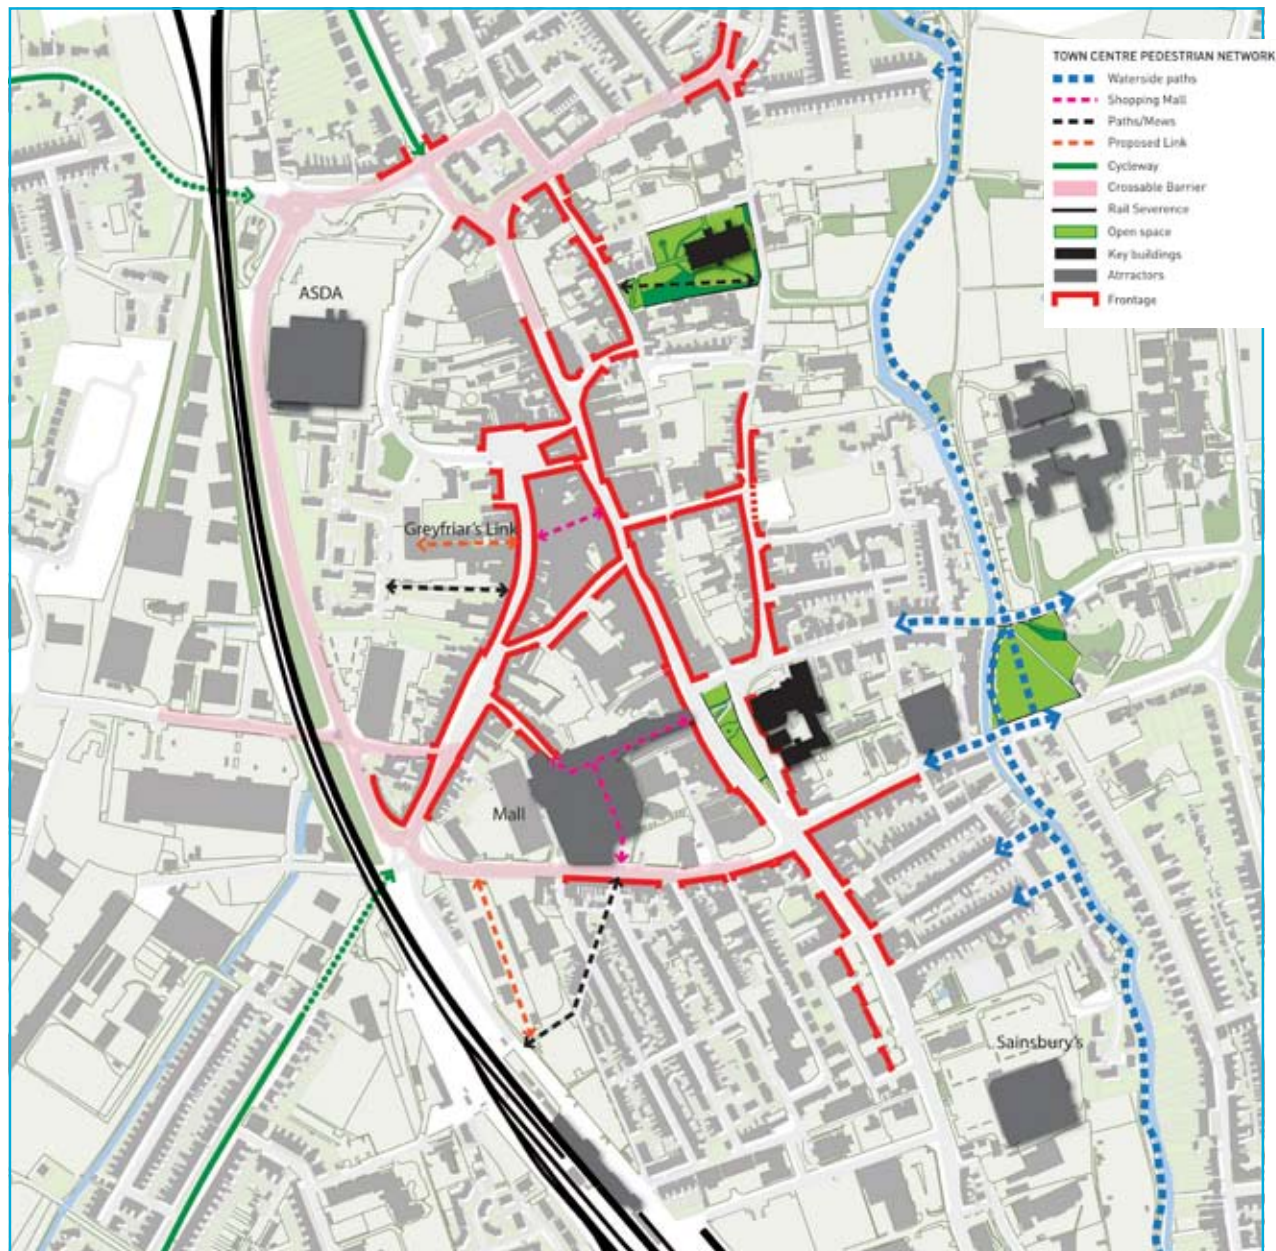 TOWN CENTRE PEDESTRIAN NETWORK
Waterside paths
Shopping Mall
Paths/Mews
Proposed Link
Cycleway
Crossable Barrier
Rail Severence
Open space
Key buildings
Atrractors
Frontage
ASDA
Greyfriar's Link
Mall
Sainsbury's